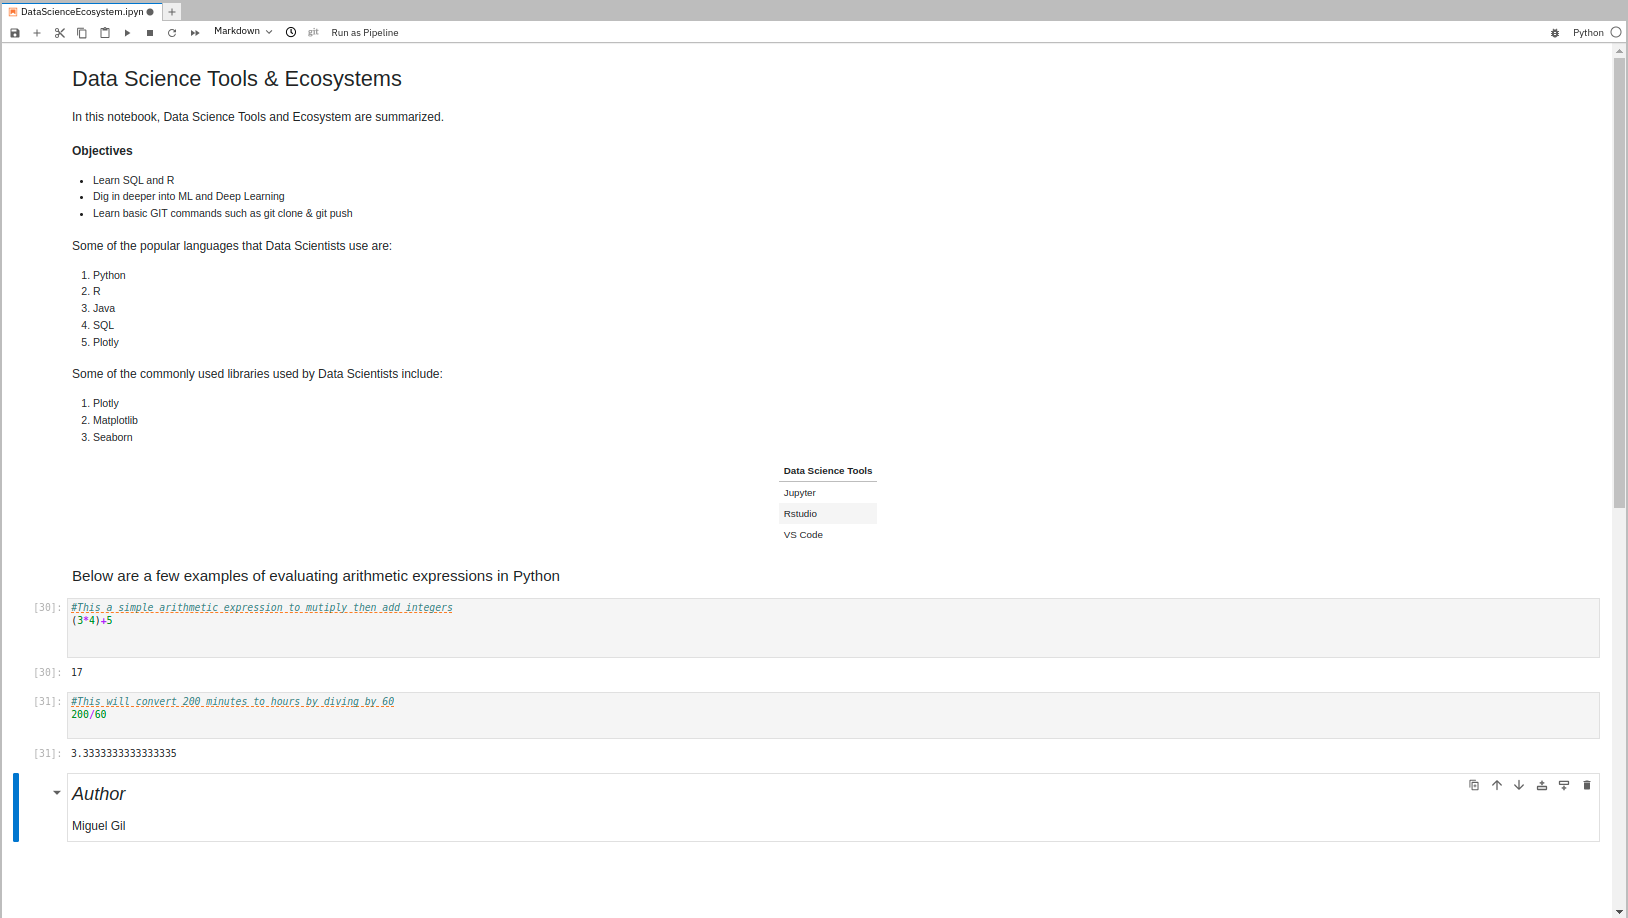 DataScienceEcosystem.ipyn
Markdown
git
Run as Pipeline
Python
Data Science Tools & Ecosystems
In this notebook, Data Science Tools and Ecosystem are summarized.
Objectives
Learn SQL and R
Dig in deeper into ML and Deep Learning
Learn basic GIT commands such as git clone & git push
Some of the popular languages that Data Scientists use are:
1. Python
2. R
3. Java
4. SQL
5. Plotly
Some of the commonly used libraries used by Data Scientists include:
1. Plotly
2. Matplotlib
3. Seaborn
Data Science Tools
Jupyter
Rstudio
VS Code
Below are a few examples of evaluating arithmetic expressions in Python
[30]: #This a simple arithmetic expression to mutiply then add integers
(3*4)+5
[30]: 17
[31]: #This will convert 200 minutes to hours by diving by 60
200/60
[31]: 3.3333333333333335
Author
Miguel Gil